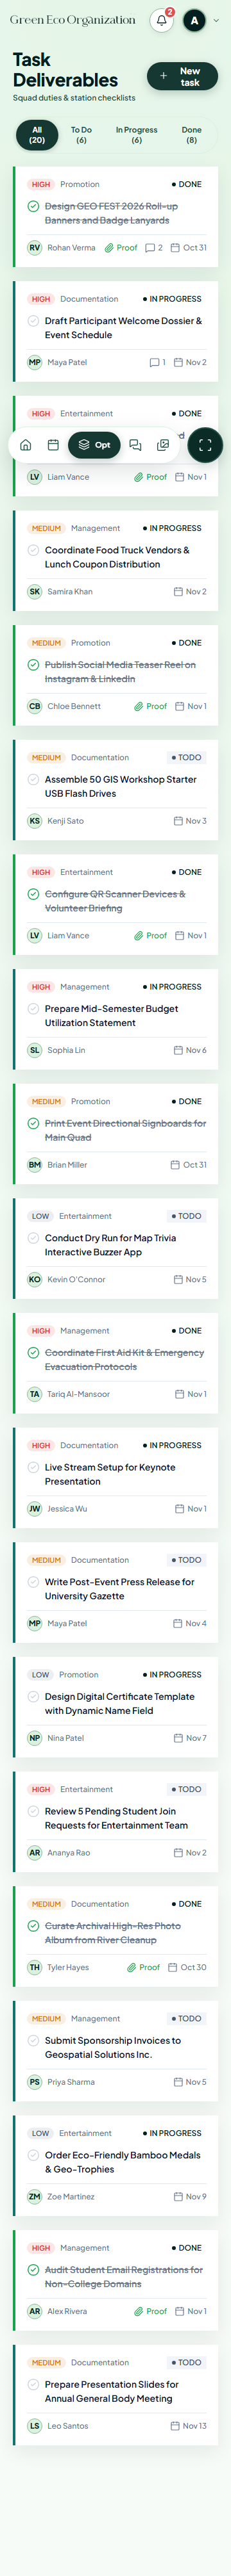 Green Eco Organization
2
A
Task
Deliverables
Squad duties & station checklists
New
task
All
(20)
To Do
(6)
In Progress
(6)
Done
(8)
HIGH Promotion DONE
Design GEO FEST 2026 Roll-up
Banners and Badge Lanyards
RV Rohan Verma Proof 2 Oct 31
HIGH Documentation IN PROGRESS
Draft Participant Welcome Dossier &
Event Schedule
MP Maya Patel 1 Nov 2
HIGH Entertainment DONE
Opt
LV Liam Vance Proof Nov 1
MEDIUM Management IN PROGRESS
Coordinate Food Truck Vendors &
Lunch Coupon Distribution
SK Samira Khan Nov 2
MEDIUM Promotion DONE
Publish Social Media Teaser Reel on
Instagram & LinkedIn
CB Chloe Bennett Proof Nov 1
MEDIUM Documentation TODO
Assemble 50 GIS Workshop Starter
USB Flash Drives
KS Kenji Sato Nov 3
HIGH Entertainment DONE
Configure QR Scanner Devices &
Volunteer Briefing
LV Liam Vance Proof Nov 1
HIGH Management IN PROGRESS
Prepare Mid-Semester Budget
Utilization Statement
SL Sophia Lin Nov 6
MEDIUM Promotion DONE
Print Event Directional Signboards for
Main Quad
BM Brian Miller Oct 31
LOW Entertainment TODO
Conduct Dry Run for Map Trivia
Interactive Buzzer App
KO Kevin O'Connor Nov 5
HIGH Management DONE
Coordinate First Aid Kit & Emergency
Evacuation Protocols
TA Tariq Al-Mansoor Nov 1
HIGH Documentation IN PROGRESS
Live Stream Setup for Keynote
Presentation
JW Jessica Wu Nov 1
MEDIUM Documentation TODO
Write Post-Event Press Release for
University Gazette
MP Maya Patel Nov 4
LOW Promotion IN PROGRESS
Design Digital Certificate Template
with Dynamic Name Field
NP Nina Patel Nov 7
HIGH Entertainment TODO
Review 5 Pending Student Join
Requests for Entertainment Team
AR Ananya Rao Nov 2
MEDIUM Documentation DONE
Curate Archival High-Res Photo
Album from River Cleanup
TH Tyler Hayes Proof Oct 30
MEDIUM Management TODO
Submit Sponsorship Invoices to
Geospatial Solutions Inc.
PS Priya Sharma Nov 5
LOW Entertainment TODO
Order Eco-Friendly Bamboo Medals
& Geo-Trophies
ZM Zoe Martinez Nov 9
HIGH Management DONE
Audit Student Email Registrations for
Non-College Domains
AR Alex Rivera Proof Nov 1
MEDIUM Documentation TODO
Prepare Presentation Slides for
Annual General Body Meeting
LS Leo Santos Nov 13